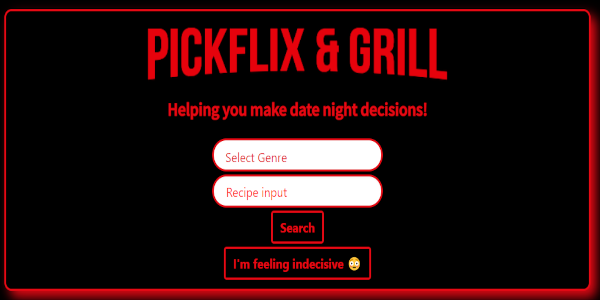 PICKFLIX & GRILL
Helping you make date night decisions!
Select Genre
Recipe input
Search
I'm feeling indecisive 😳